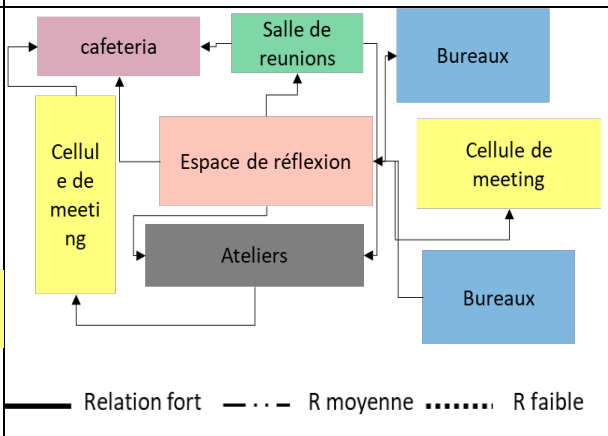 cafeteria
Salle de
reunions
Bureaux
Cellul
e de
meeti
ng
Espace de réflexion
Cellule de
meeting
Ateliers
Bureaux
Relation fort
R moyenne
R faible